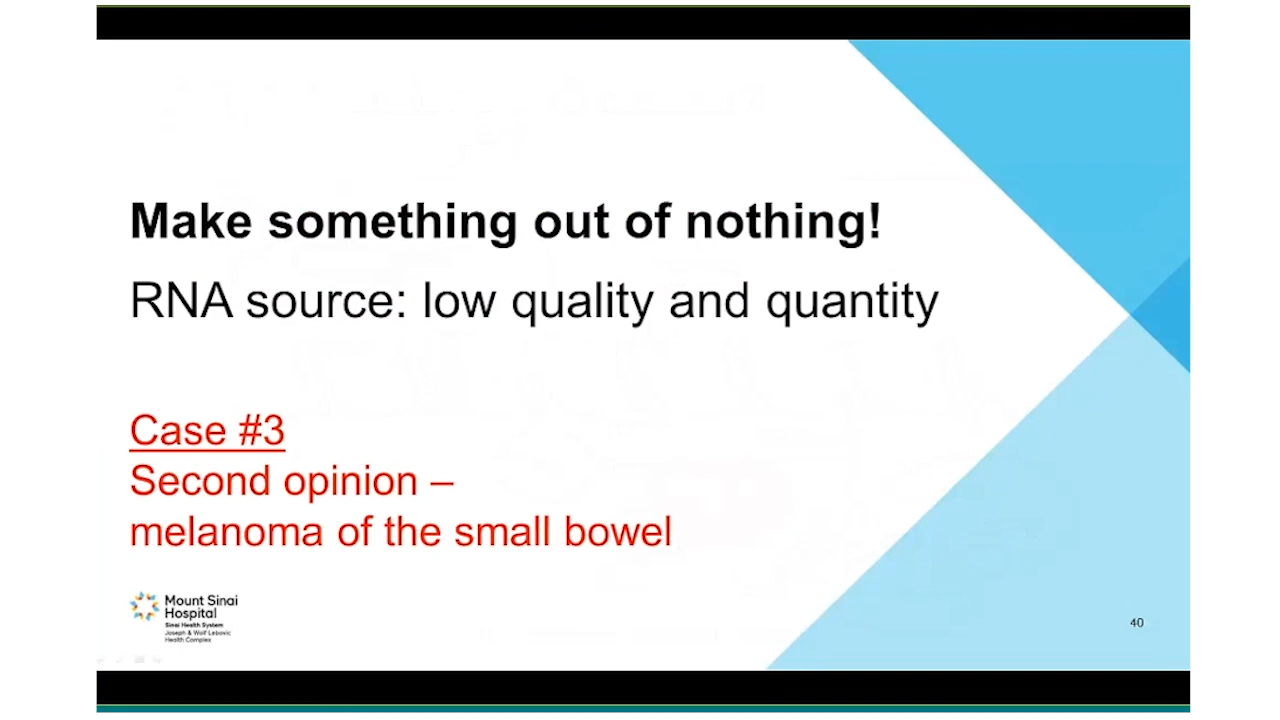 Make something out of nothing!
RNA source: low quality and quantity
Case #3
Second opinion –
melanoma of the small bowel
Mount Sinai
Hospital
Sinai Health System
Joseph & Wolf Lebovic
Health Complex
40